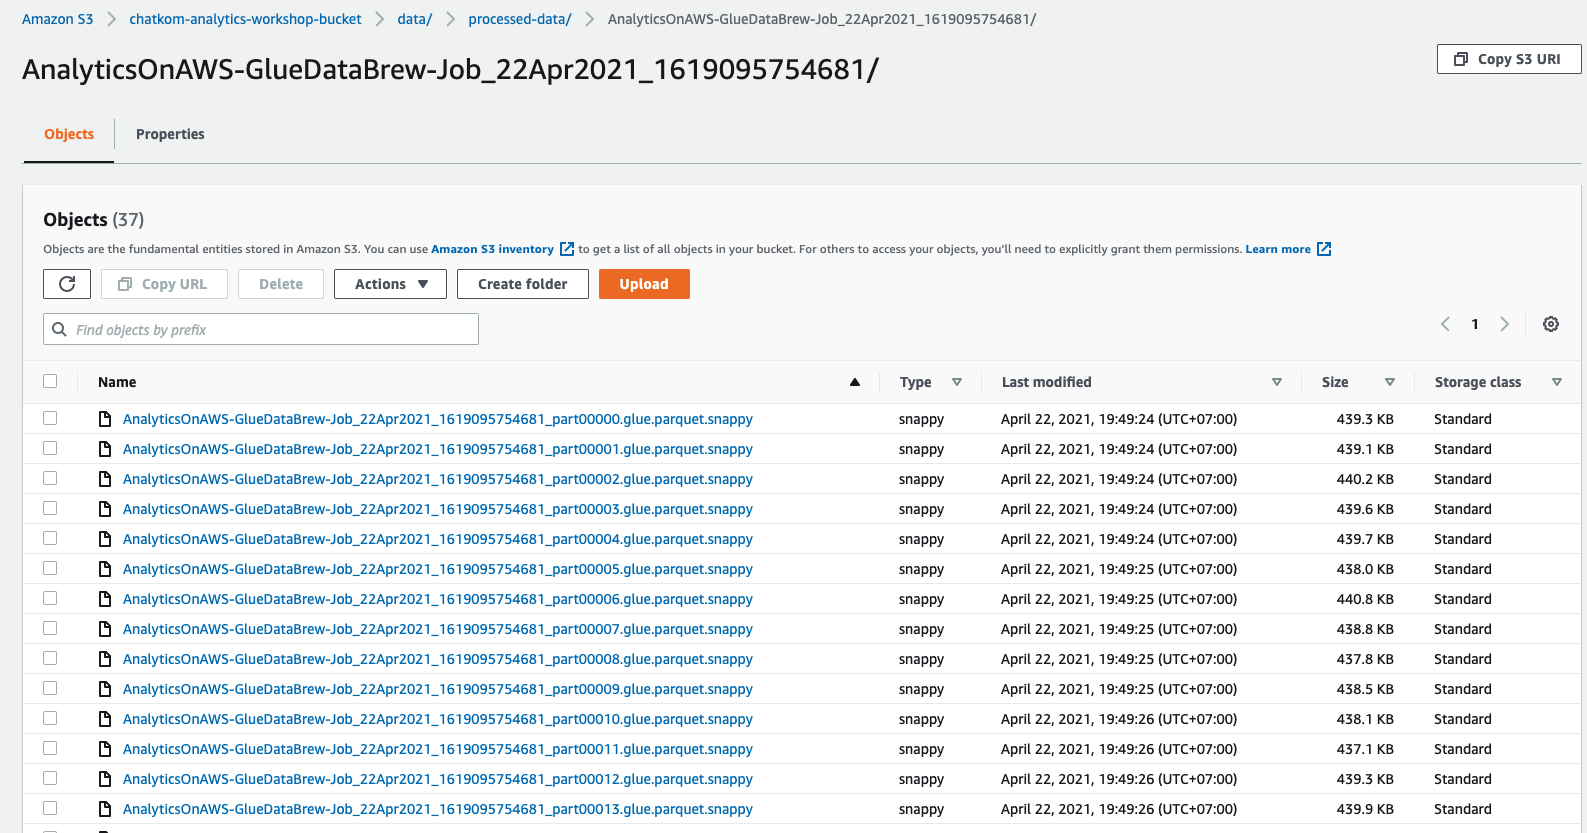 Amazon S3 > chatkom-analytics-workshop-bucket > data/ > processed-data/ > AnalyticsOnAWS-GlueDataBrew-Job_22Apr2021_1619095754681/
AnalyticsOnAWS-GlueDataBrew-Job_22Apr2021_1619095754681/
Copy S3 URI
Objects Properties
Objects (37)
Objects are the fundamental entities stored in Amazon S3. You can use Amazon S3 inventory to get a list of all objects in your bucket. For others to access your objects, you'll need to explicitly grant them permissions. Learn more
Copy URL Delete Actions Create folder Upload
Find objects by prefix
1
Name Type Last modified Size Storage class
AnalyticsOnAWS-GlueDataBrew-Job_22Apr2021_1619095754681_part00000.glue.parquet.snappy snappy April 22, 2021, 19:49:24 (UTC+07:00) 439.3 KB Standard
AnalyticsOnAWS-GlueDataBrew-Job_22Apr2021_1619095754681_part00001.glue.parquet.snappy snappy April 22, 2021, 19:49:24 (UTC+07:00) 439.1 KB Standard
AnalyticsOnAWS-GlueDataBrew-Job_22Apr2021_1619095754681_part00002.glue.parquet.snappy snappy April 22, 2021, 19:49:24 (UTC+07:00) 440.2 KB Standard
AnalyticsOnAWS-GlueDataBrew-Job_22Apr2021_1619095754681_part00003.glue.parquet.snappy snappy April 22, 2021, 19:49:24 (UTC+07:00) 439.6 KB Standard
AnalyticsOnAWS-GlueDataBrew-Job_22Apr2021_1619095754681_part00004.glue.parquet.snappy snappy April 22, 2021, 19:49:24 (UTC+07:00) 439.7 KB Standard
AnalyticsOnAWS-GlueDataBrew-Job_22Apr2021_1619095754681_part00005.glue.parquet.snappy snappy April 22, 2021, 19:49:25 (UTC+07:00) 438.0 KB Standard
AnalyticsOnAWS-GlueDataBrew-Job_22Apr2021_1619095754681_part00006.glue.parquet.snappy snappy April 22, 2021, 19:49:25 (UTC+07:00) 440.8 KB Standard
AnalyticsOnAWS-GlueDataBrew-Job_22Apr2021_1619095754681_part00007.glue.parquet.snappy snappy April 22, 2021, 19:49:25 (UTC+07:00) 438.8 KB Standard
AnalyticsOnAWS-GlueDataBrew-Job_22Apr2021_1619095754681_part00008.glue.parquet.snappy snappy April 22, 2021, 19:49:25 (UTC+07:00) 437.8 KB Standard
AnalyticsOnAWS-GlueDataBrew-Job_22Apr2021_1619095754681_part00009.glue.parquet.snappy snappy April 22, 2021, 19:49:25 (UTC+07:00) 438.5 KB Standard
AnalyticsOnAWS-GlueDataBrew-Job_22Apr2021_1619095754681_part00010.glue.parquet.snappy snappy April 22, 2021, 19:49:26 (UTC+07:00) 438.1 KB Standard
AnalyticsOnAWS-GlueDataBrew-Job_22Apr2021_1619095754681_part00011.glue.parquet.snappy snappy April 22, 2021, 19:49:26 (UTC+07:00) 437.1 KB Standard
AnalyticsOnAWS-GlueDataBrew-Job_22Apr2021_1619095754681_part00012.glue.parquet.snappy snappy April 22, 2021, 19:49:26 (UTC+07:00) 439.3 KB Standard
AnalyticsOnAWS-GlueDataBrew-Job_22Apr2021_1619095754681_part00013.glue.parquet.snappy snappy April 22, 2021, 19:49:26 (UTC+07:00) 439.9 KB Standard